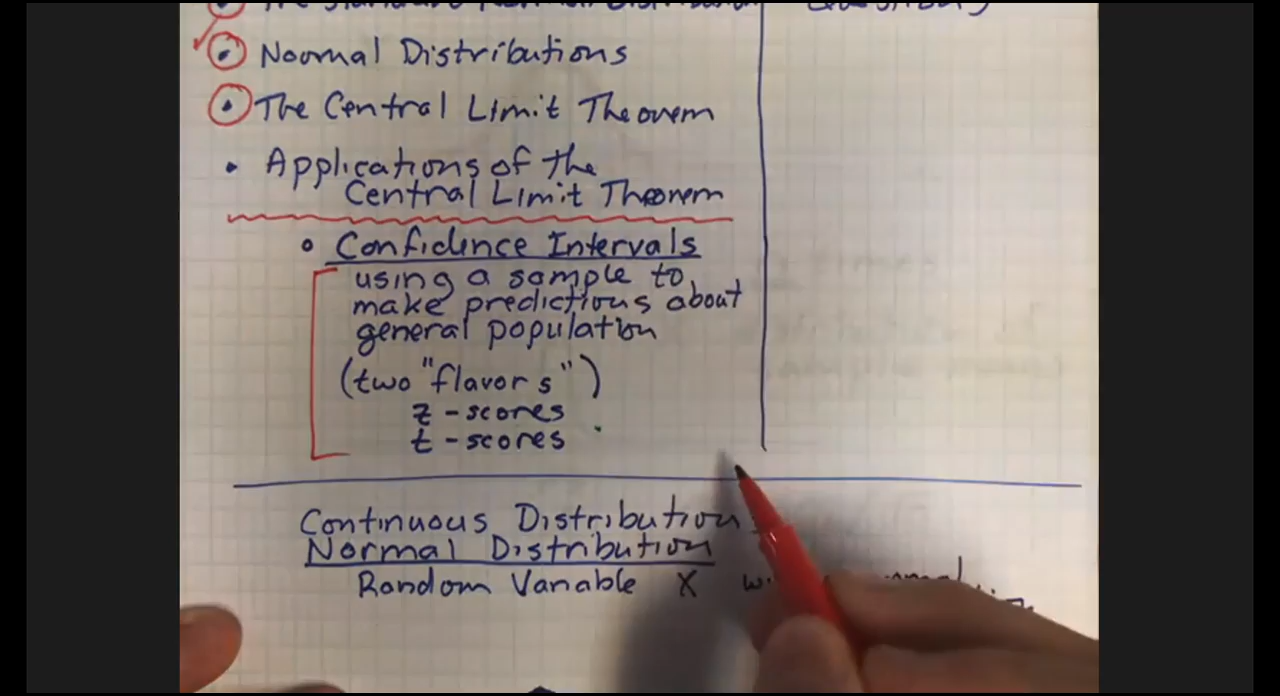 Normal Distributions
The Central Limit Theorem
Applications of the
Central Limit Theorem
Confidence Intervals
using a sample to
make predictions about
general population
(two "flavors")
z - scores
t - scores
Continuous Distribution
Normal Distribution
Random Variable X